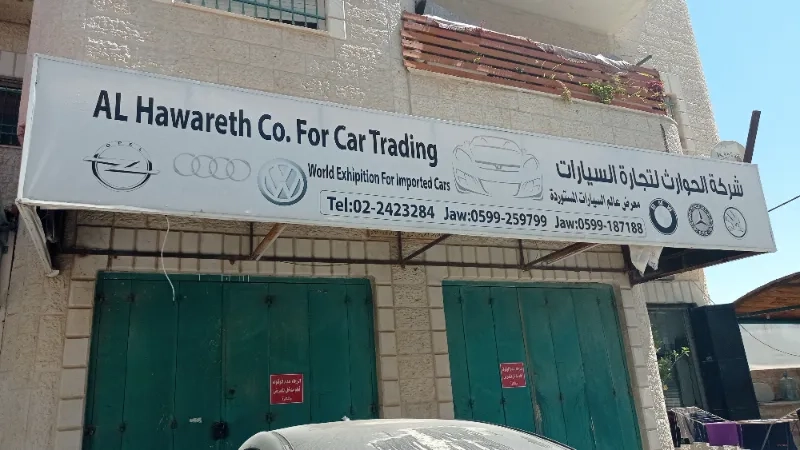 AL Hawareth Co. For Car Trading
World Exhipition For Imported Cars
شركة الحوارث لتجارة السيارات
معرض عالم السيارات المستوردة
Tel:02-2423284 Jaw:0599-259799 Jaw:0599-187188